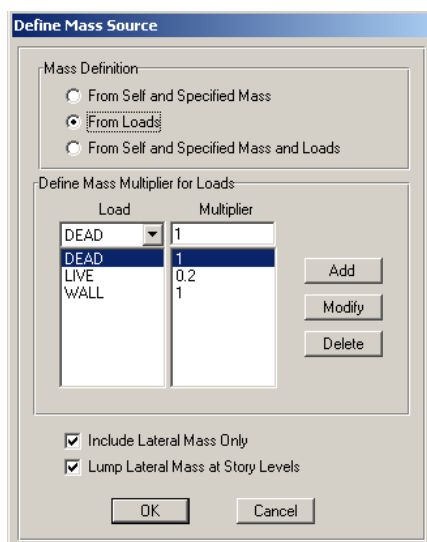 Define Mass Source
Mass Definition
From Self and Specified Mass
From Loads
From Self and Specified Mass and Loads
Define Mass Multiplier for Loads
Load Multiplier
DEAD 1
DEAD 1
LIVE 0.2
WALL 1
Add
Modify
Delete
Include Lateral Mass Only
Lump Lateral Mass at Story Levels
OK Cancel